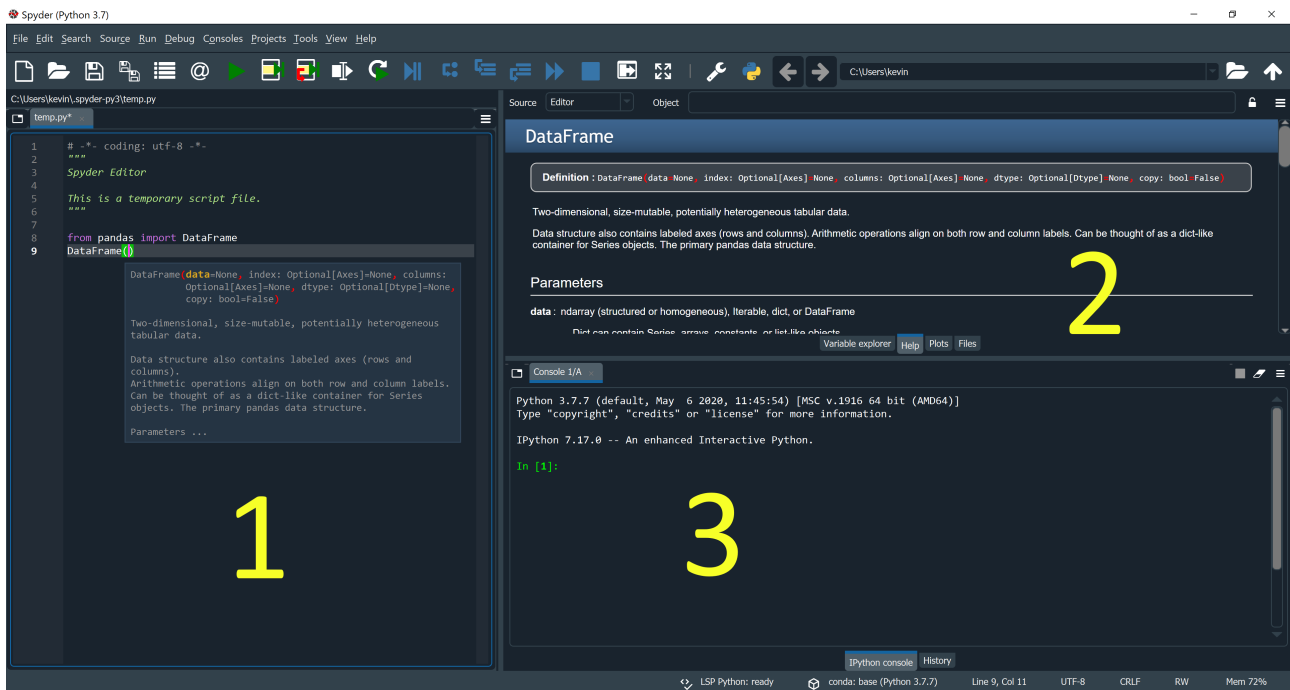 Spyder (Python 3.7)
File Edit Search Source Run Debug Consoles Projects Tools View Help
C:\Users\kevin
C:\Users\kevin\.spyder-py3\temp.py
temp.py*
1 # -*- coding: utf-8 -*-
2 """
3 Spyder Editor
4
5 This is a temporary script file.
6 """
7
8 from pandas import DataFrame
9 DataFrame()
DataFrame(data=None, index: Optional[Axes]=None, columns:
Optional[Axes]=None, dtype: Optional[Dtype]=None,
copy: bool=False)
Two-dimensional, size-mutable, potentially heterogeneous
tabular data.
Data structure also contains labeled axes (rows and
columns).
Arithmetic operations align on both row and column labels.
Can be thought of as a dict-like container for Series
objects. The primary pandas data structure.
Parameters ...
1
Source Editor Object
DataFrame
Definition : DataFrame(data=None, index: Optional[Axes]=None, columns: Optional[Axes]=None, dtype: Optional[Dtype]=None, copy: bool=False)
Two-dimensional, size-mutable, potentially heterogeneous tabular data.
Data structure also contains labeled axes (rows and columns). Arithmetic operations align on both row and column labels. Can be thought of as a dict-like
container for Series objects. The primary pandas data structure.
2
Parameters
data : ndarray (structured or homogeneous), Iterable, dict, or DataFrame
Dict can contain Series, arrays, constants, or list-like objects
Variable explorer Help Plots Files
Console 1/A
Python 3.7.7 (default, May  6 2020, 11:45:54) [MSC v.1916 64 bit (AMD64)]
Type "copyright", "credits" or "license" for more information.
IPython 7.17.0 -- An enhanced Interactive Python.
In [1]:
3
IPython console History
LSP Python: ready conda: base (Python 3.7.7) Line 9, Col 11 UTF-8 CRLF RW Mem 72%